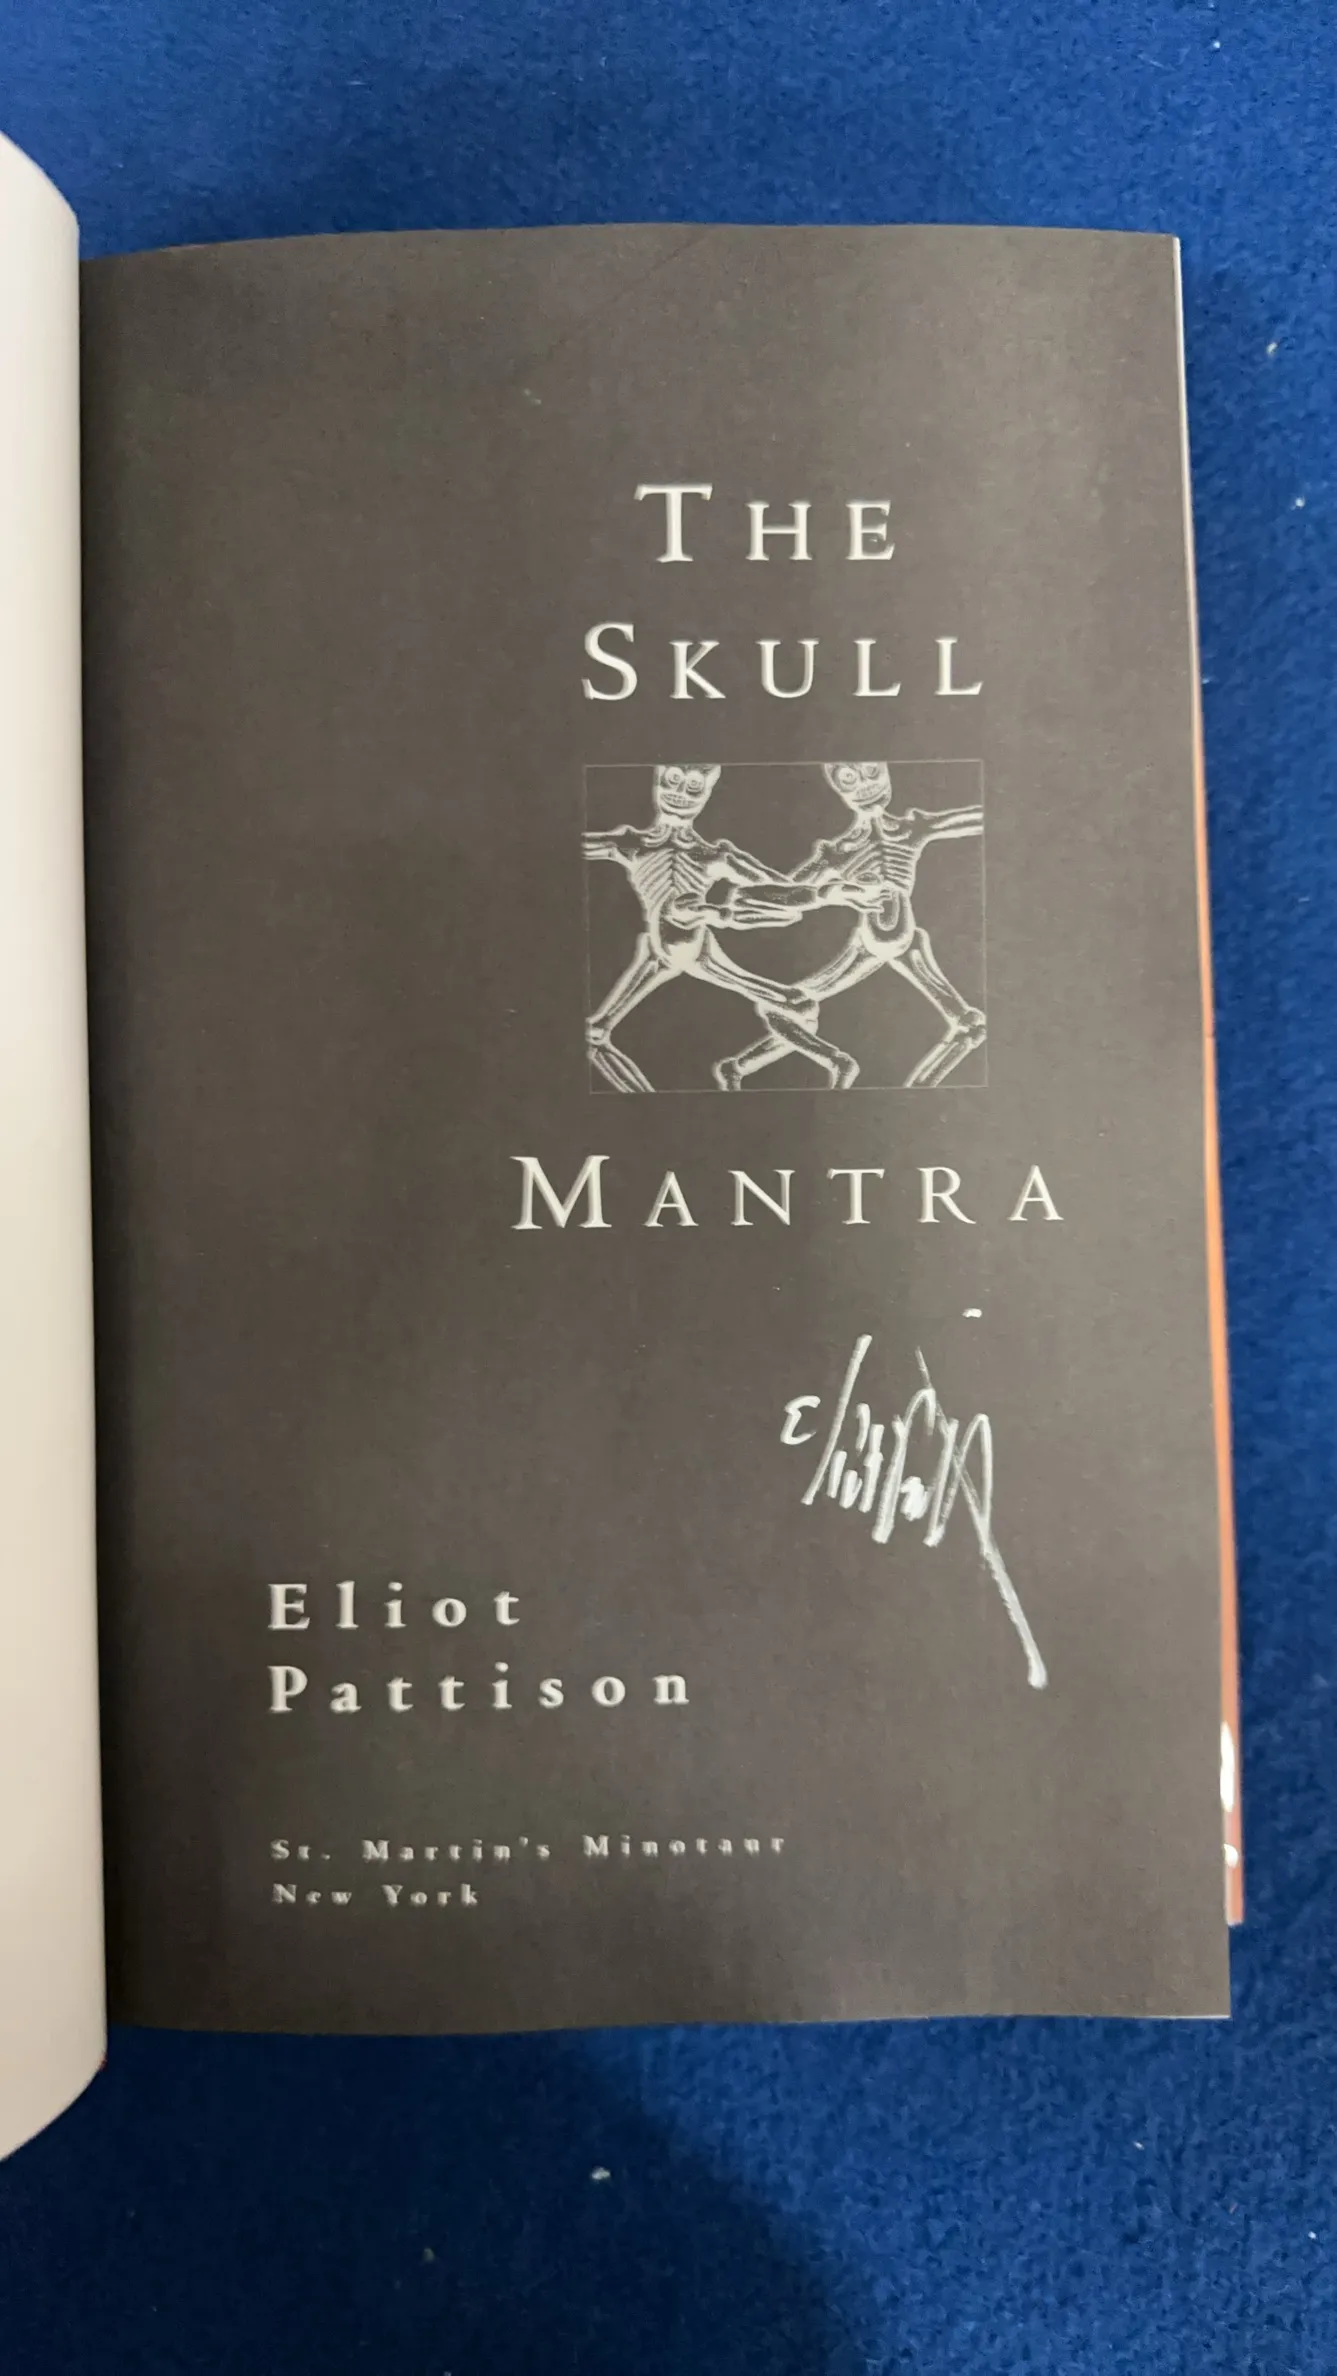 THE
SKULL
MANTRA
Eliot
Pattison
St. Martin's Minotaur
New York